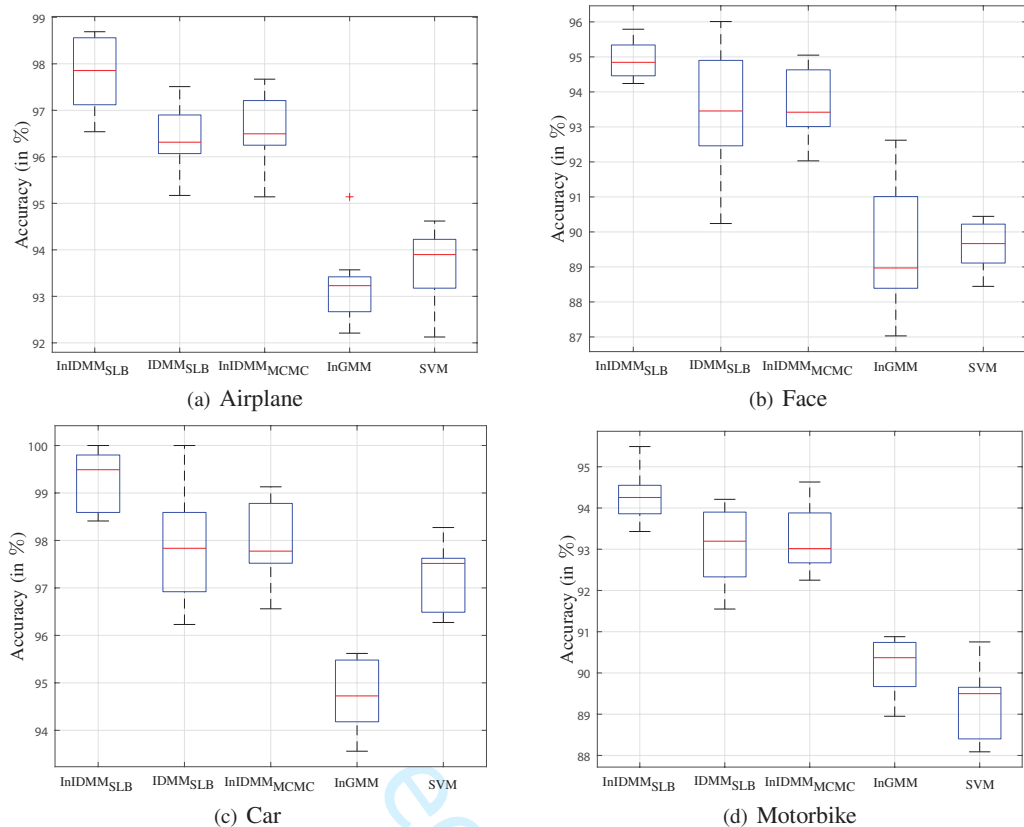 99
98
97
96
95
94
93
92
Accuracy (in %)
InIDMM_SLB IDMM_SLB InIDMM_MCMC InGMM SVM
(a) Airplane
96
95
94
93
92
91
90
89
88
87
Accuracy (in %)
InIDMM_SLB IDMM_SLB InIDMM_MCMC InGMM SVM
(b) Face
100
99
98
97
96
95
94
Accuracy (in %)
InIDMM_SLB IDMM_SLB InIDMM_MCMC InGMM SVM
(c) Car
95
94
93
92
91
90
89
88
Accuracy (in %)
InIDMM_SLB IDMM_SLB InIDMM_MCMC InGMM SVM
(d) Motorbike